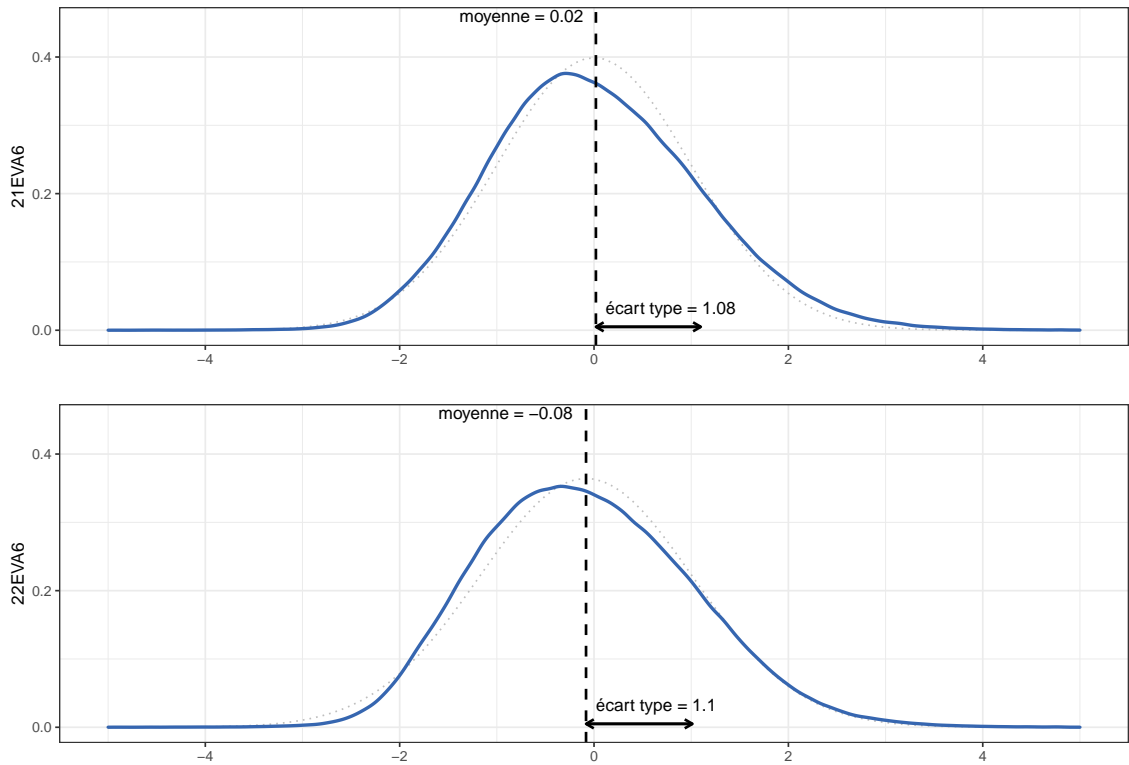 moyenne = 0.02
0.4
0.2
0.0
21EVA6
écart type = 1.08
−4
−2
0
2
4
moyenne = −0.08
0.4
0.2
0.0
22EVA6
écart type = 1.1
−4
−2
0
2
4